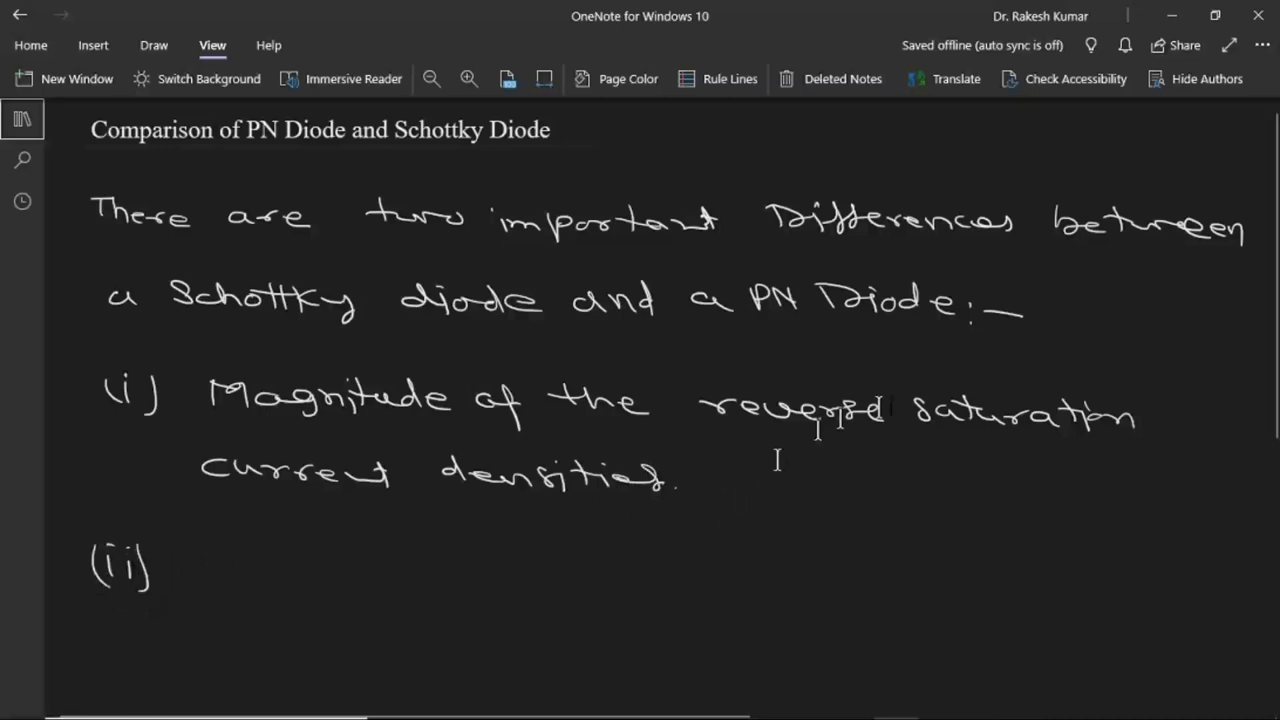 OneNote for Windows 10
Dr. Rakesh Kumar
Home Insert Draw View Help
Saved offline (auto sync is off) Share
New Window Switch Background Immersive Reader Page Color Rule Lines Deleted Notes Translate Check Accessibility Hide Authors
Comparison of PN Diode and Schottky Diode
There are two important Differences between
a Schottky diode and a PN Diode:-
(i) Magnitude of the reverse saturation
current densities.
(ii)